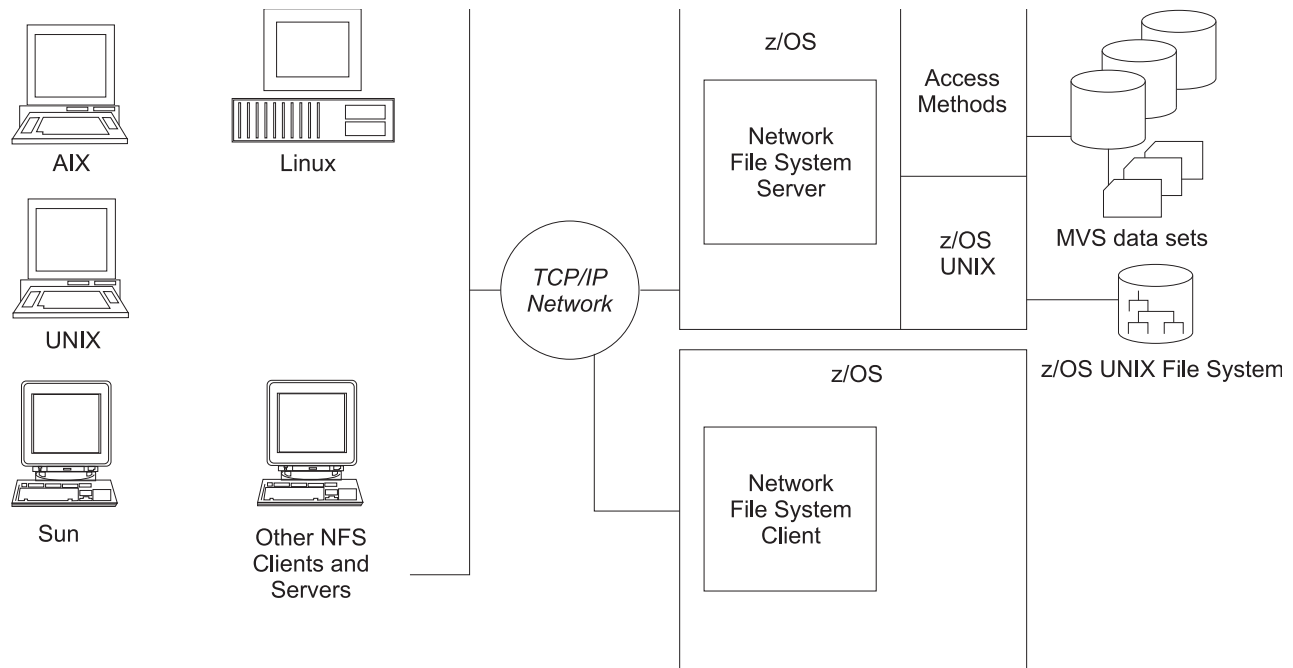 AIX
Linux
UNIX
Sun
Other NFS
Clients and
Servers
TCP/IP
Network
z/OS
Network
File System
Server
Access
Methods
z/OS
UNIX
MVS data sets
z/OS UNIX File System
z/OS
Network
File System
Client